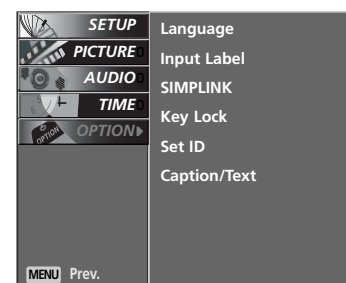 SETUP
PICTURE
AUDIO
TIME
OPTION
MENU Prev.
Language
Input Label
SIMPLINK
Key Lock
Set ID
Caption/Text